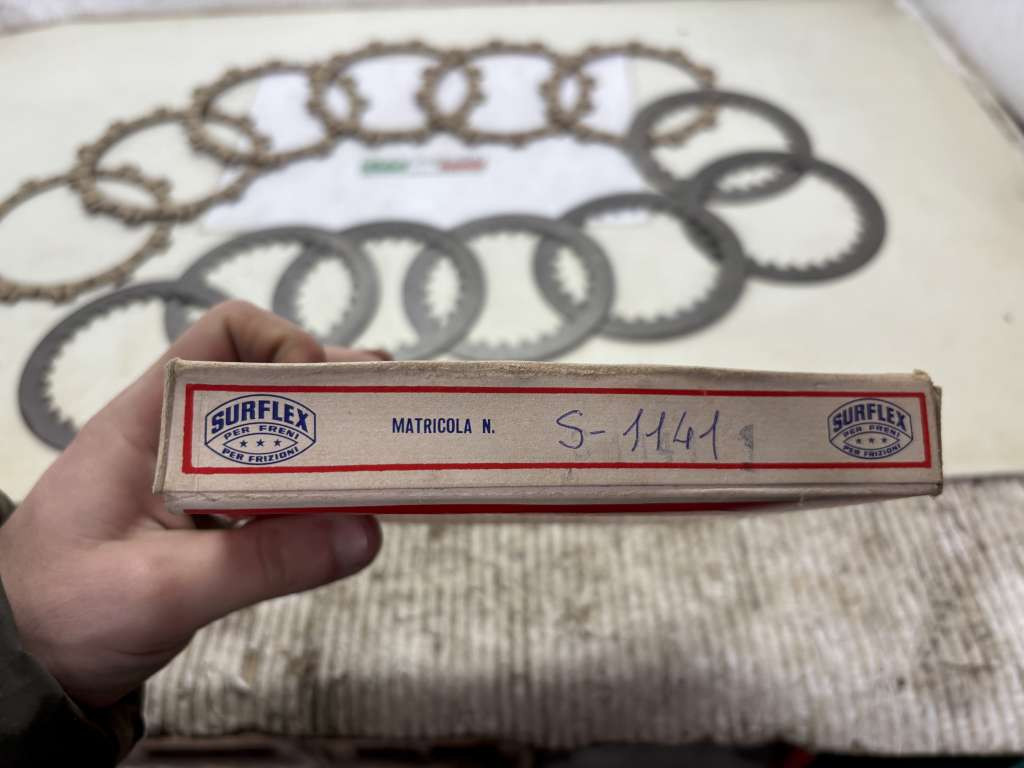 SURFLEX
PER FRENI
PER FRIZIONI
MATRICOLA N. S-1141
SURFLEX
PER FRENI
PER FRIZIONI